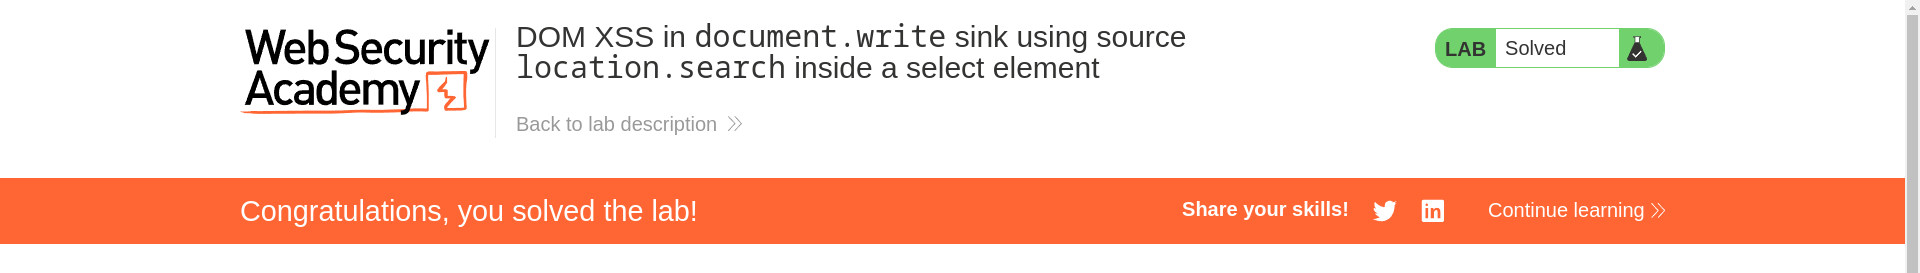 Web Security
Academy
DOM XSS in document.write sink using source
location.search inside a select element
Back to lab description
LAB Solved
Congratulations, you solved the lab!
Share your skills!
Continue learning